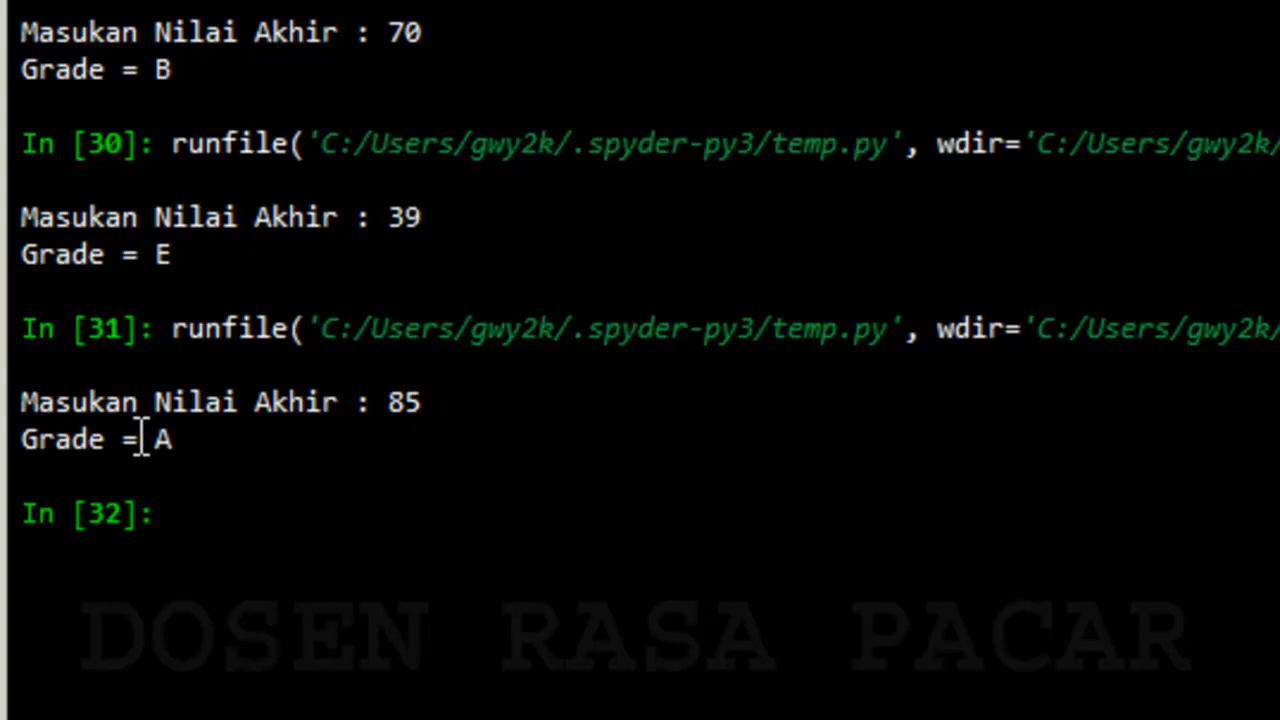 Masukan Nilai Akhir : 70
Grade = B
In [30]: runfile('C:/Users/gwy2k/.spyder-py3/temp.py', wdir='C:/Users/gwy2k/
Masukan Nilai Akhir : 39
Grade = E
In [31]: runfile('C:/Users/gwy2k/.spyder-py3/temp.py', wdir='C:/Users/gwy2k/
Masukan Nilai Akhir : 85
Grade = A
In [32]:
DOSEN RASA PACAR